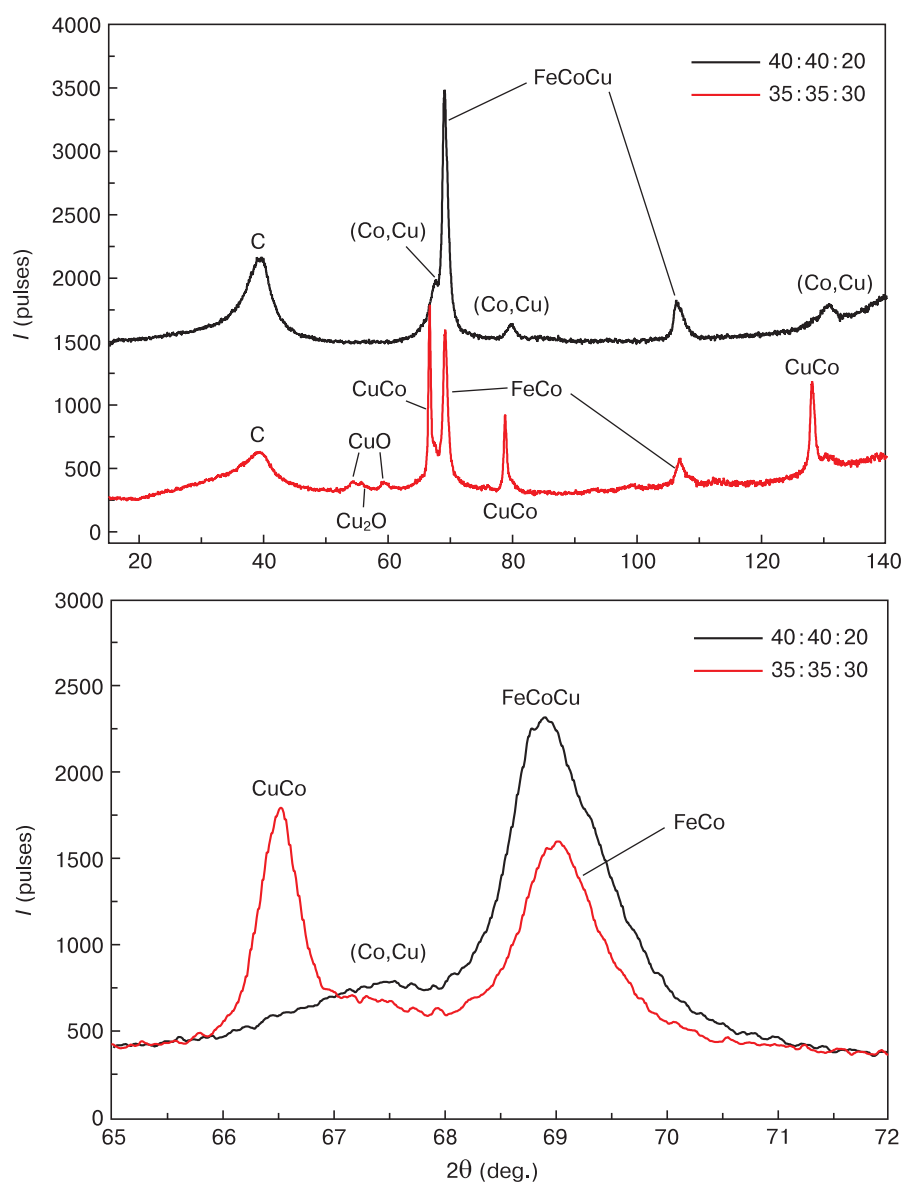 4000
3500
3000
2500
2000
1500
1000
500
0
I (pulses)
40:40:20
35:35:30
FeCoCu
C
(Co,Cu)
(Co,Cu)
(Co,Cu)
CuCo
FeCo
CuCo
C
CuO
Cu₂O
CuCo
20 40 60 80 100 120 140
3000
2500
2000
1500
1000
500
0
I (pulses)
40:40:20
35:35:30
FeCoCu
CuCo
FeCo
(Co,Cu)
65 66 67 68 69 70 71 72
2θ (deg.)